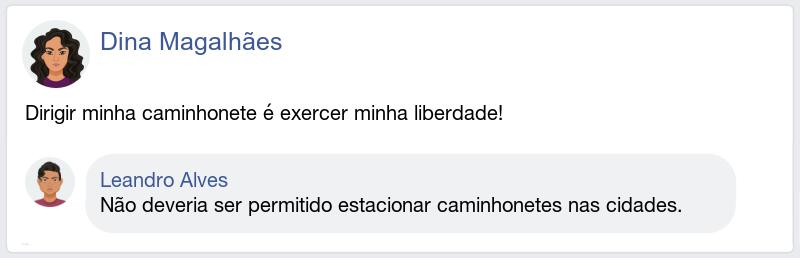 Dina Magalhães
Dirigir minha caminhonete é exercer minha liberdade!
Leandro Alves
Não deveria ser permitido estacionar caminhonetes nas cidades.